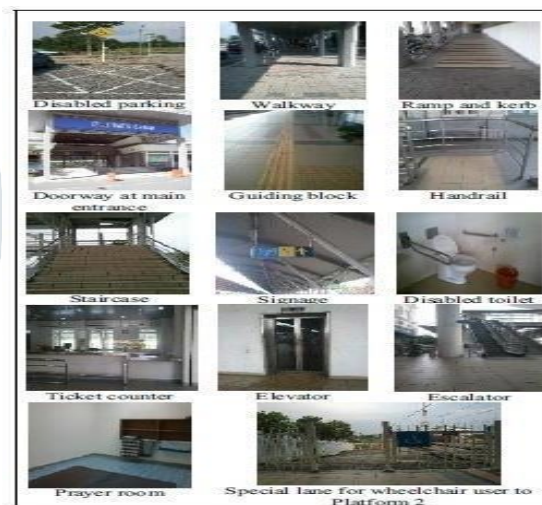 Disabled parking
Walkway
Ramp and kerb
Doorway at main
entrance
Guiding block
Handrail
Staircase
Signage
Disabled toilet
Ticket counter
Elevator
Escalator
Prayer room
Special lane for wheelchair user to
Platform 2